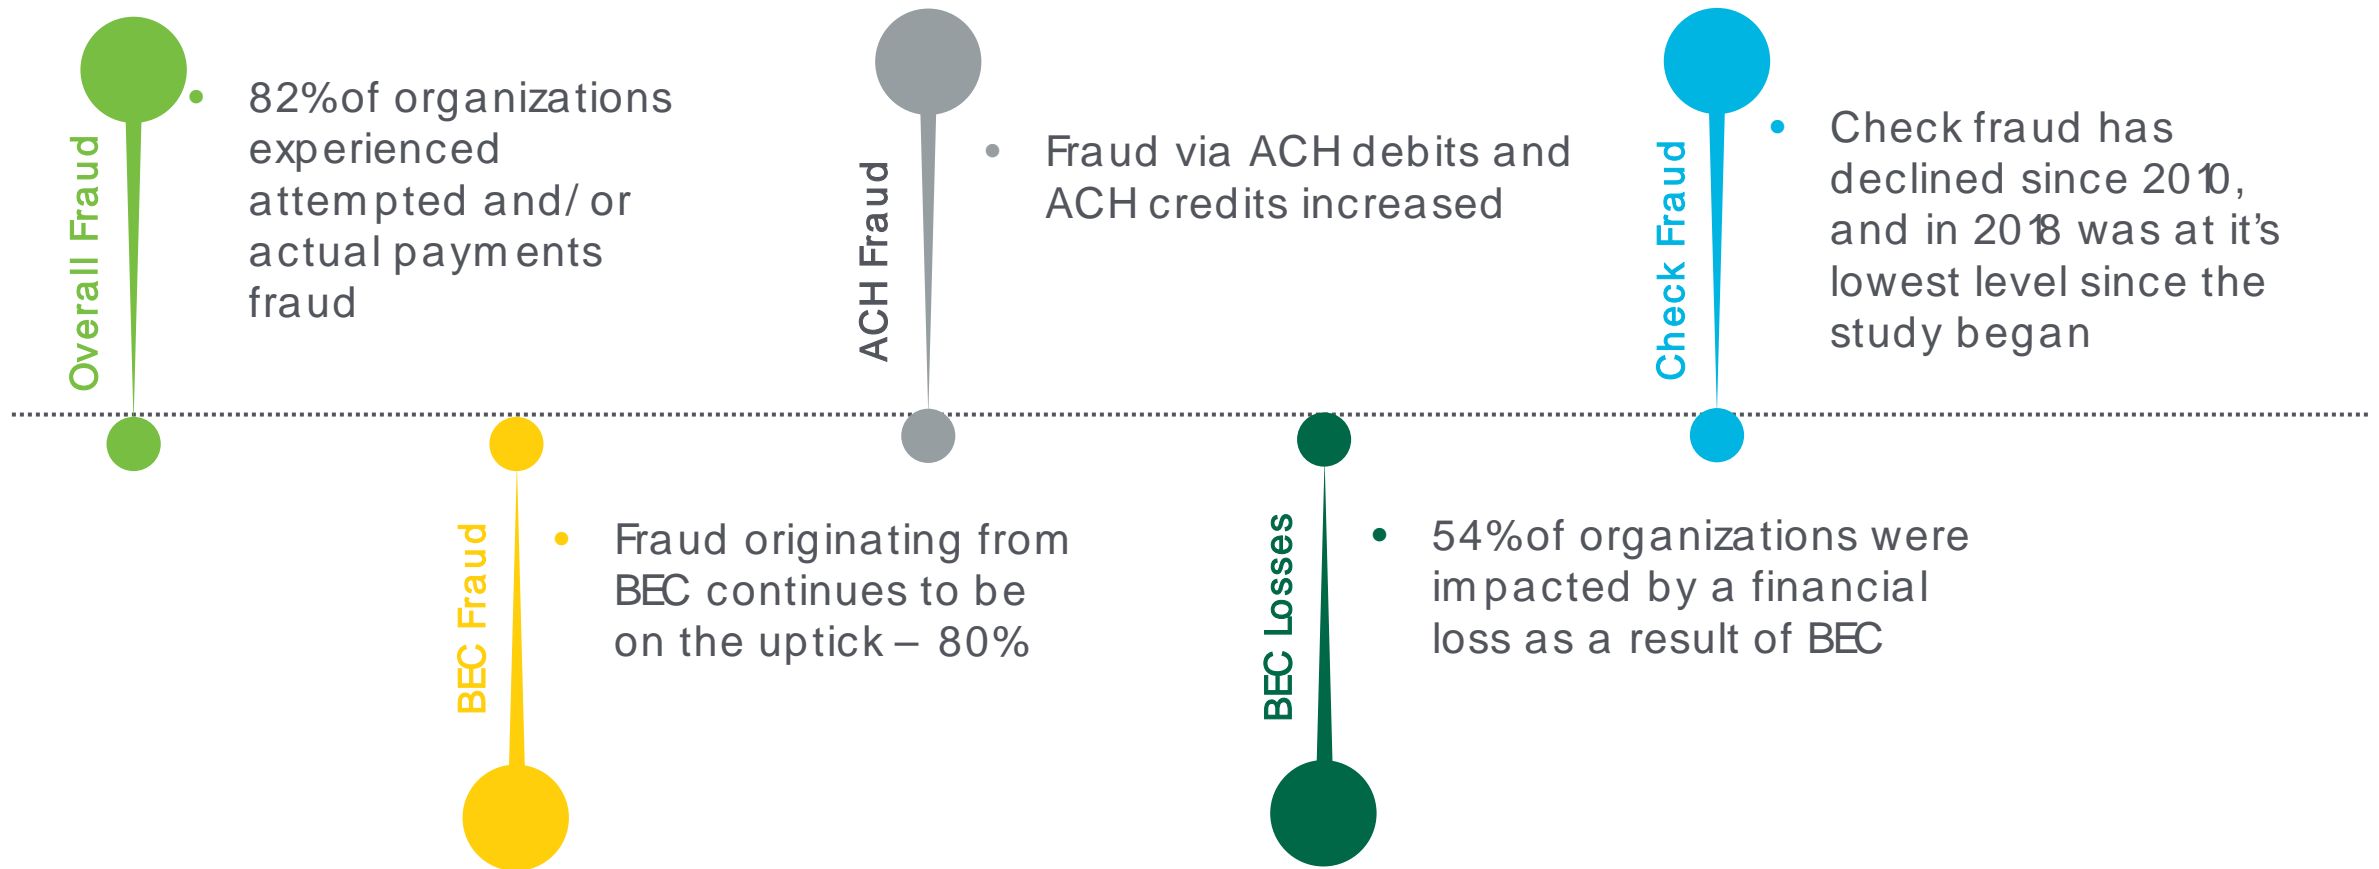 Overall Fraud
• 82% of organizations
experienced
attempted and/or
actual payments
fraud
BEC Fraud
• Fraud originating from
BEC continues to be
on the uptick – 80%
ACH Fraud
• Fraud via ACH debits and
ACH credits increased
BEC Losses
• 54% of organizations were
impacted by a financial
loss as a result of BEC
Check Fraud
• Check fraud has
declined since 2010,
and in 2018 was at it’s
lowest level since the
study began